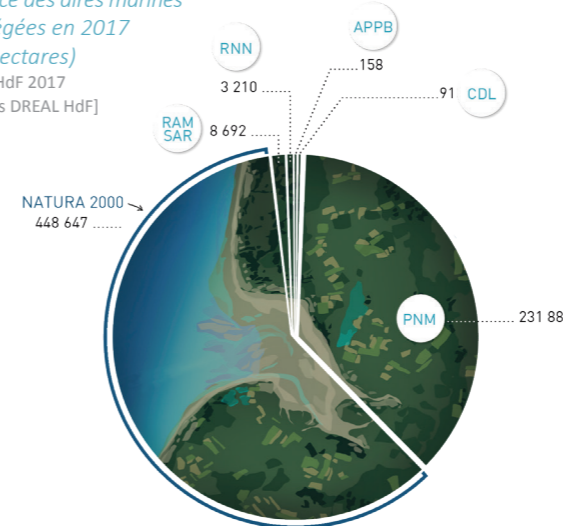 ce des aires marines
égées en 2017
ectares)
HdF 2017
s DREAL HdF]
APPB
158
RNN
3 210
91 CDL
RAM
SAR
8 692
NATURA 2000
448 647
PNM
231 88